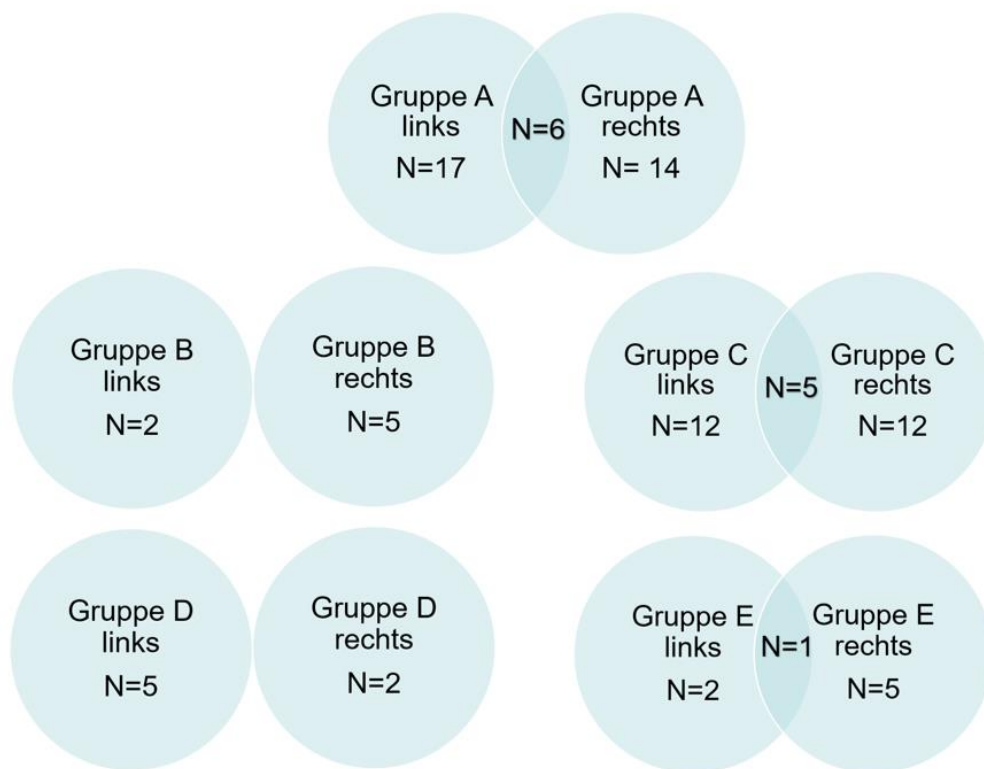 Gruppe A
links
N=17
N=6
Gruppe A
rechts
N= 14
Gruppe B
links
N=2
Gruppe B
rechts
N=5
Gruppe C
links
N=12
N=5
Gruppe C
rechts
N=12
Gruppe D
links
N=5
Gruppe D
rechts
N=2
Gruppe E
links
N=2
N=1
Gruppe E
rechts
N=5